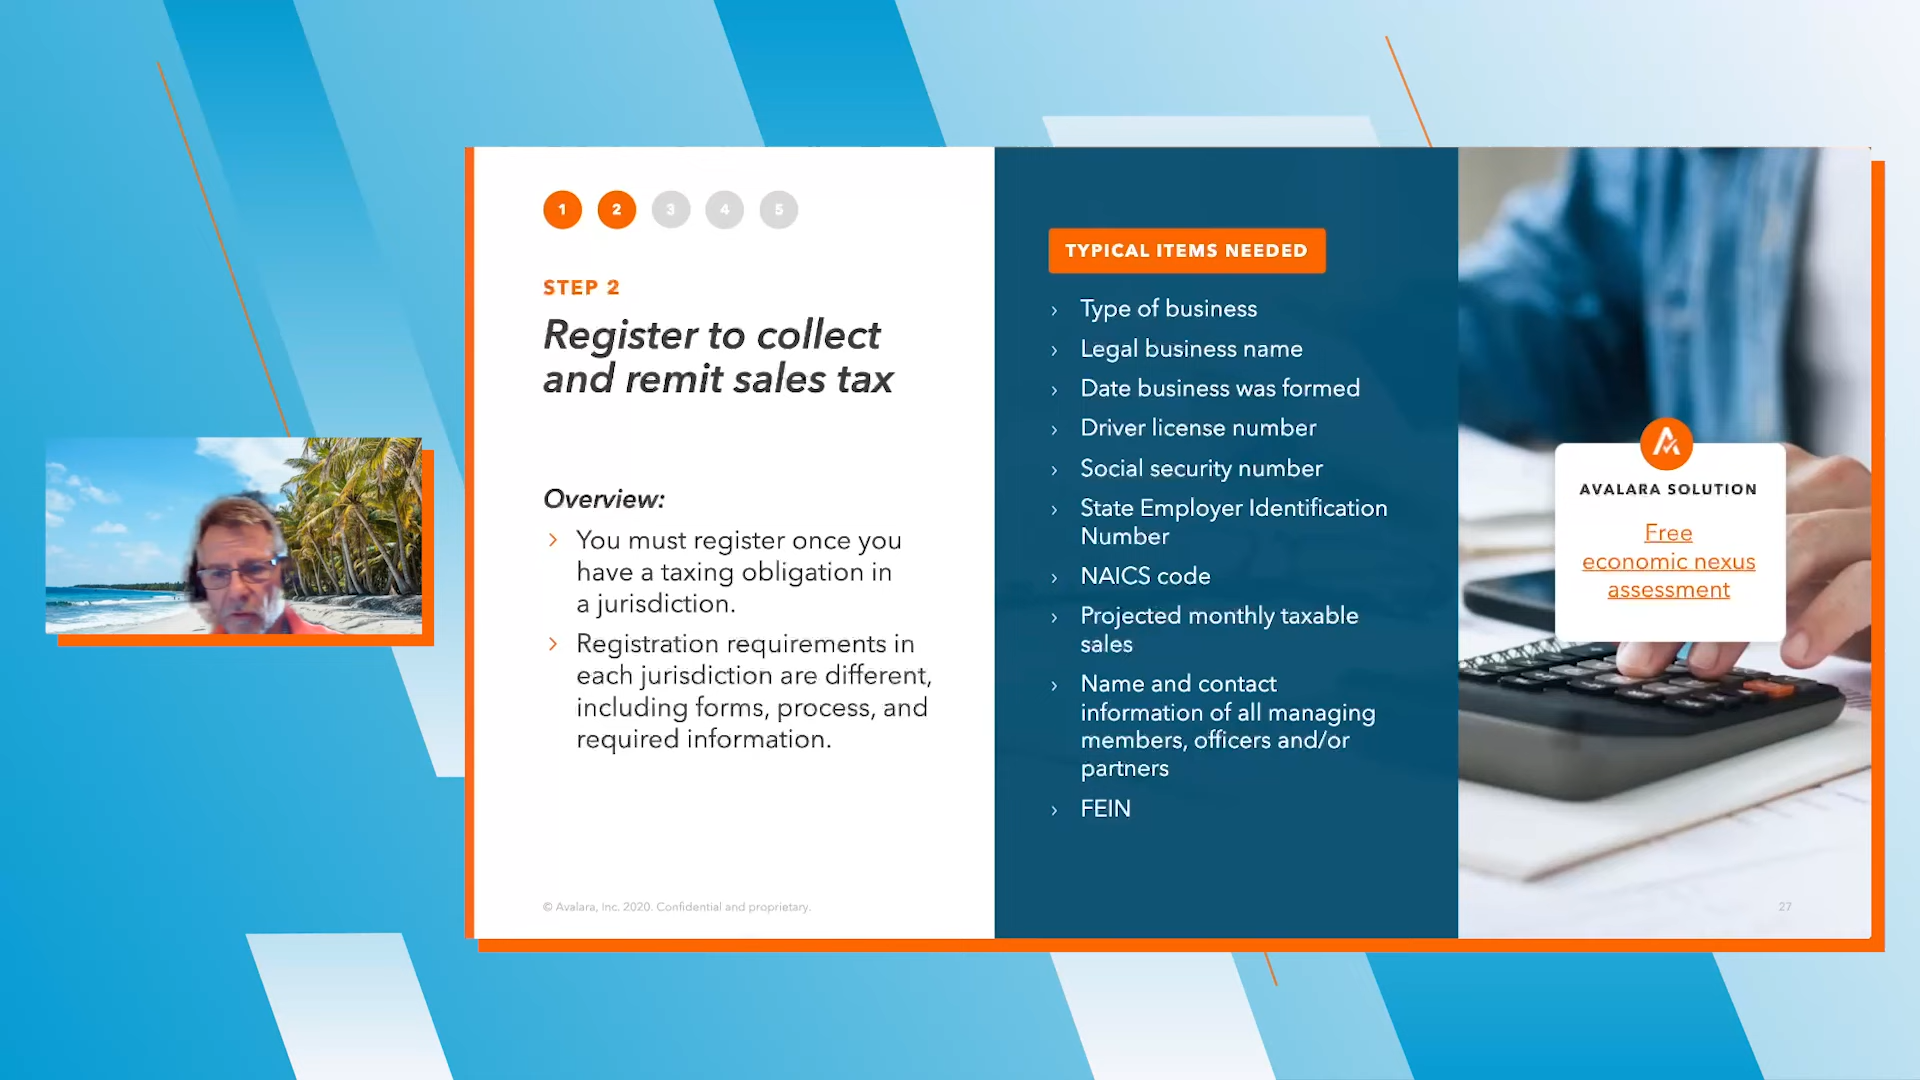 1 2 3 4 5
STEP 2
Register to collect
and remit sales tax
Overview:
You must register once you
have a taxing obligation in
a jurisdiction.
Registration requirements in
each jurisdiction are different,
including forms, process, and
required information.
© Avalara, Inc. 2020. Confidential and proprietary.
TYPICAL ITEMS NEEDED
Type of business
Legal business name
Date business was formed
Driver license number
Social security number
State Employer Identification
Number
NAICS code
Projected monthly taxable
sales
Name and contact
information of all managing
members, officers and/or
partners
FEIN
AVALARA SOLUTION
Free
economic nexus
assessment
27